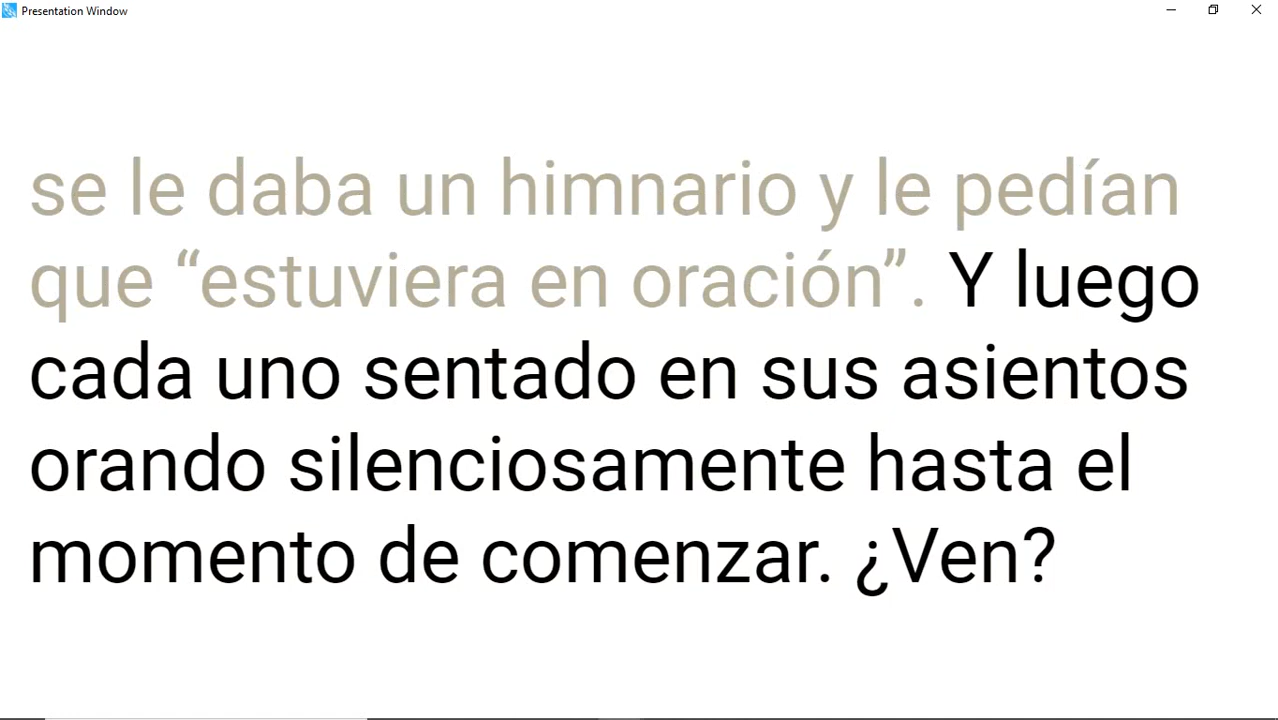 Presentation Window
se le daba un himnario y le pedían
que “estuviera en oración”. Y luego
cada uno sentado en sus asientos
orando silenciosamente hasta el
momento de comenzar. ¿Ven?